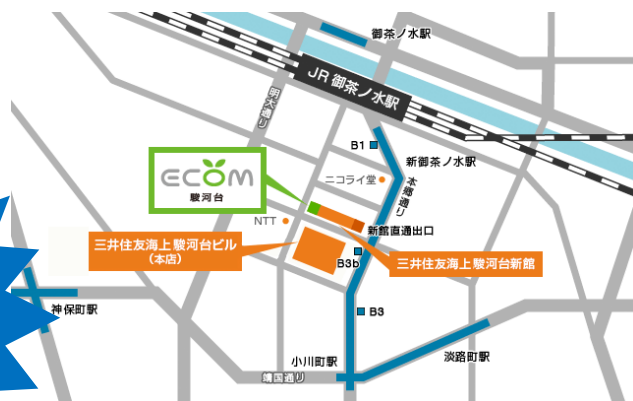 御茶ノ水駅
JR 御茶ノ水駅
明大通り
B1
新御茶ノ水駅
ecom
駿河台
ニコライ堂
本郷通り
NTT
新館直通出口
三井住友海上 駿河台ビル
(本店)
B3b
三井住友海上 駿河台新館
神保町駅
B3
小川町駅
淡路町駅
靖国通り